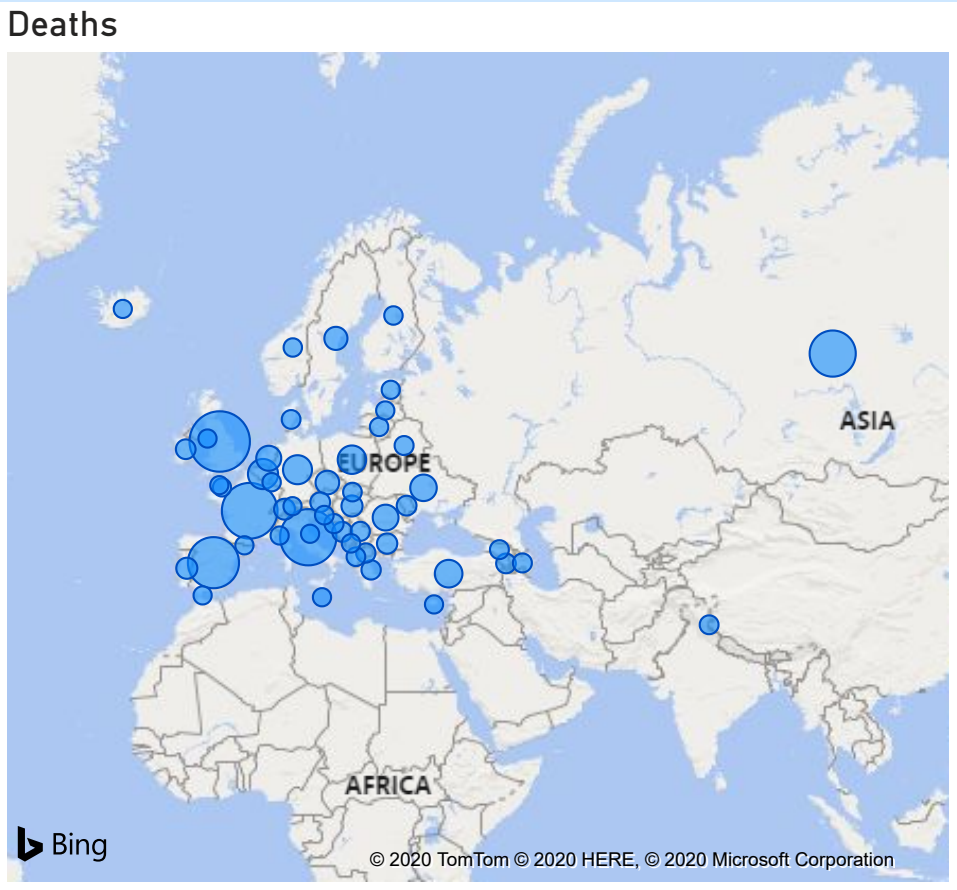 Deaths
ASIA
EUROPE
AFRICA
Bing
© 2020 TomTom © 2020 HERE, © 2020 Microsoft Corporation